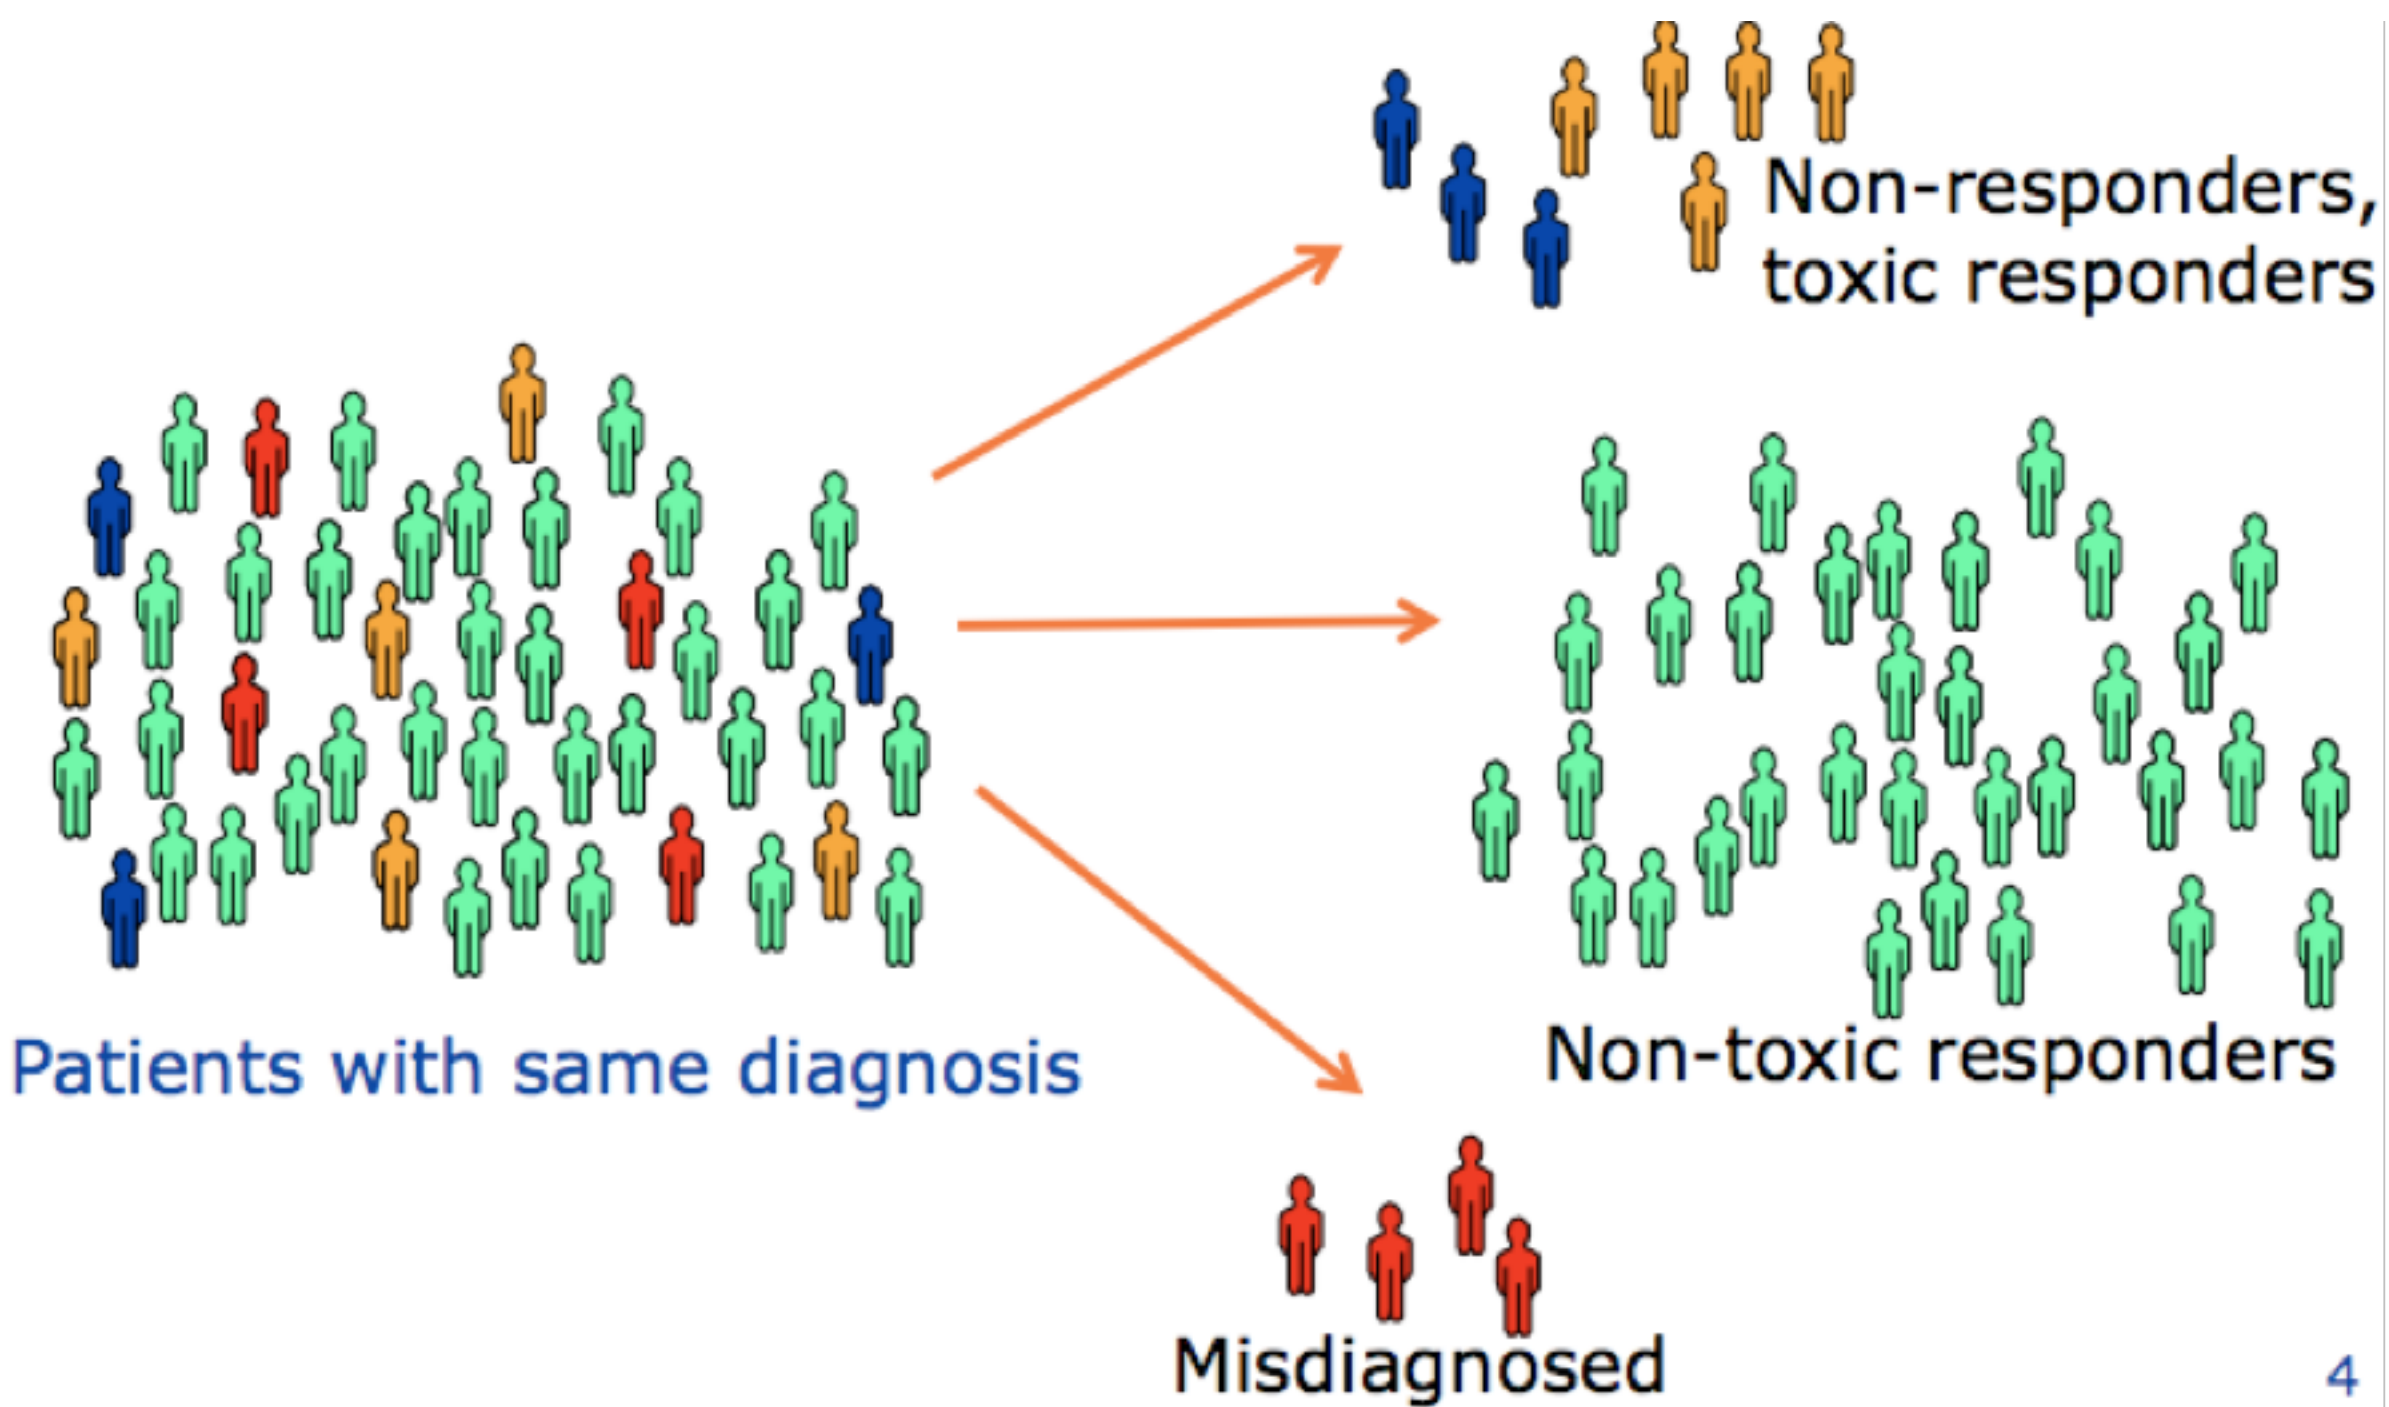 Non-responders,
toxic responders
Patients with same diagnosis
Non-toxic responders
Misdiagnosed
4